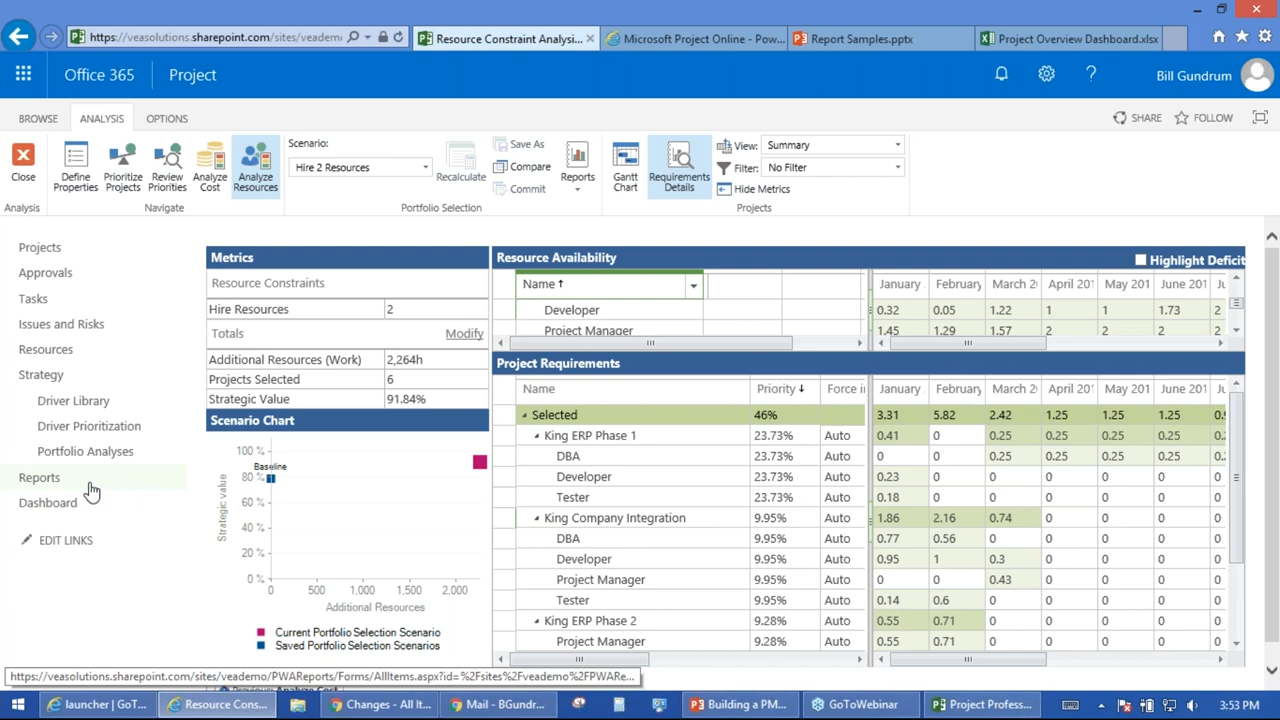 https://veasolutions.sharepoint.com/sites/veademo
Resource Constraint Analysi...
Microsoft Project Online - Pow...
Report Samples.pptx
Project Overview Dashboard.xlsx
Office 365
Project
Bill Gundrum
BROWSE
ANALYSIS
OPTIONS
SHARE
FOLLOW
Close
Define Properties
Prioritize Projects
Review Priorities
Analyze Cost
Analyze Resources
Scenario:
Hire 2 Resources
Recalculate
Save As
Compare
Commit
Reports
Gantt Chart
Requirements Details
View:
Summary
Filter:
No Filter
Hide Metrics
Analysis
Navigate
Portfolio Selection
Projects
Projects
Approvals
Tasks
Issues and Risks
Resources
Strategy
Driver Library
Driver Prioritization
Portfolio Analyses
Reports
Dashboard
EDIT LINKS
Metrics
Resource Constraints
Hire Resources 2
Totals Modify
Additional Resources (Work) 2,264h
Projects Selected 6
Strategic Value 91.84%
Scenario Chart
Strategic value
100 %
80 %
60 %
40 %
20 %
0 %
Baseline
0 500 1,000 1,500 2,000
Additional Resources
Current Portfolio Selection Scenario
Saved Portfolio Selection Scenarios
Resource Availability
Highlight Deficit
Name ↑ January February March 20 April 201 May 201 June 201
Developer 0.32 0.05 1.22 1 1 1.73 2
Project Manager 1.45 1.29 1.57 2 2 2 2
Project Requirements
Name Priority ↓ Force i January February March 20 April 201 May 201 June 201
Selected 46% 3.31 5.82 2.42 1.25 1.25 1.25
King ERP Phase 1 23.73% Auto 0.41 0 0.25 0.25 0.25 0.25
DBA 23.73% Auto 0 0 0.25 0.25 0.25 0.25
Developer 23.73% Auto 0.23 0 0 0 0 0 0
Tester 23.73% Auto 0.18 0 0 0 0 0 0
King Company Integration 9.95% Auto 1.86 2.16 0.74 0 0 0 0
DBA 9.95% Auto 0.77 0.56 0 0 0 0 0
Developer 9.95% Auto 0.95 1 0.3 0 0 0 0
Project Manager 9.95% Auto 0 0 0.43 0 0 0 0
Tester 9.95% Auto 0.14 0.6 0 0 0 0 0
King ERP Phase 2 9.28% Auto 0.55 0.71 0 0 0 0 0
Project Manager 9.28% Auto 0.55 0.71 0 0 0 0 0
https://veasolutions.sharepoint.com/sites/veademo/PWAReports/Forms/AllItems.aspx?id=%2Fsites%2Fveademo%2FPWARe...
Previous: Analyze Cost
launcher | GoT...
Resource Cons...
Changes - All It...
Mail - BGundr...
Building a PM...
GoToWebinar
Project Profess...
3:53 PM